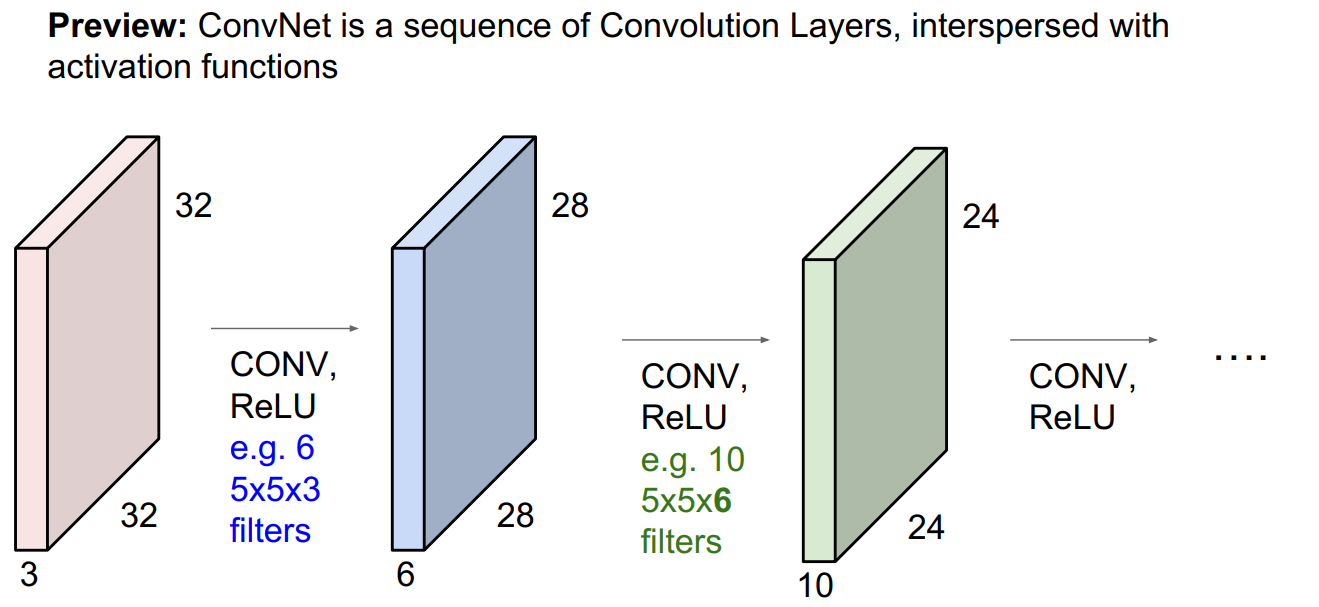 Preview: ConvNet is a sequence of Convolution Layers, interspersed with
activation functions
32
32
3
CONV,
ReLU
e.g. 6
5x5x3
filters
28
28
6
CONV,
ReLU
e.g. 10
5x5x6
filters
24
24
10
CONV,
ReLU
....